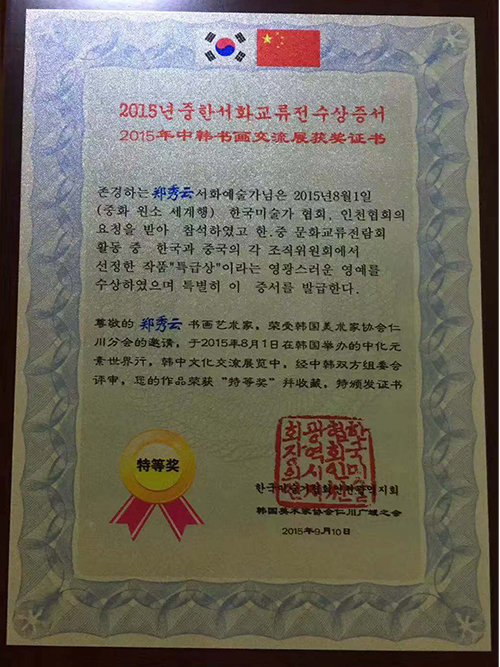 2015년중한서화교류전수상증서
2015年中韩书画交流展获奖证书
존경하는郑秀云서화예술가님은 2015년8월1일
(중화 원소 세계행) 한국미술가 협회, 인천협회의
요청을 받아 참석하였고 한.중 문화교류전람회
활동 중 한국과 중국의 각 조직위원회에서
선정한 작품"특급상"이라는 영광스러운 영예를
수상하였으며 특별히 이 증서를 발급한다.
尊敬的 郑秀云 书画艺术家，荣受韩国美术家协会仁
川分会的邀请，于2015年8月1日在韩国举办的中化元
素世界行，韩中文化交流展览中，经中韩双方组委会
评审，您的作品荣获“特等奖”并收藏，特颁发证书
特等奖
韩国美术家协会仁川广域之会
2015年9月10日